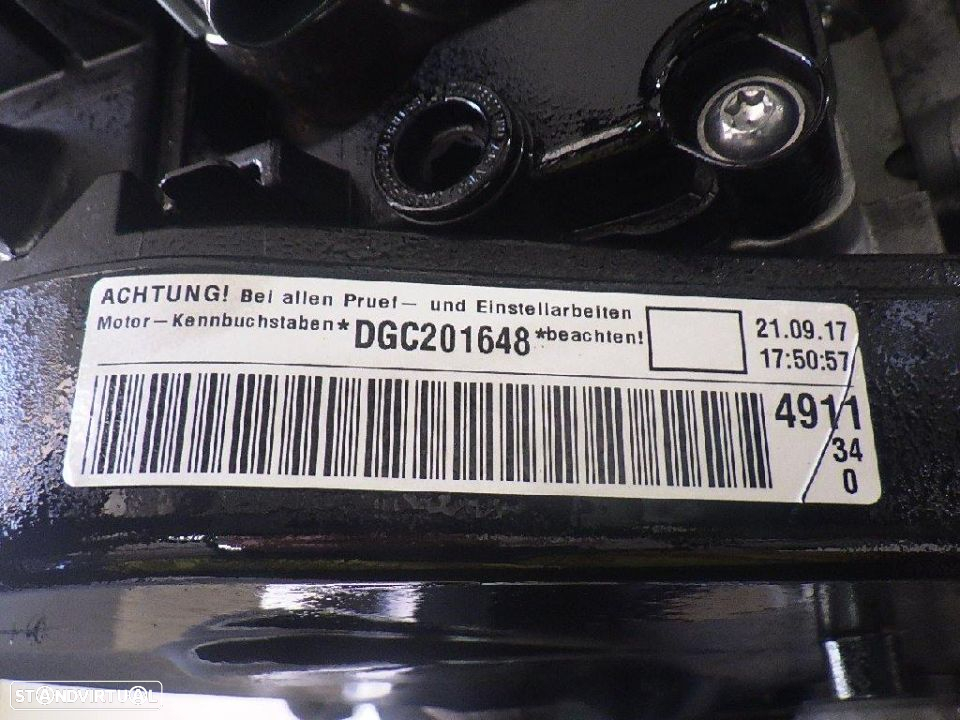 ACHTUNG! Bei allen Pruef- und Einstellarbeiten
Motor-Kennbuchstaben*DGC201648*beachten!
21.09.17
17:50:57
4911
34
0
STANDVIRTUAL